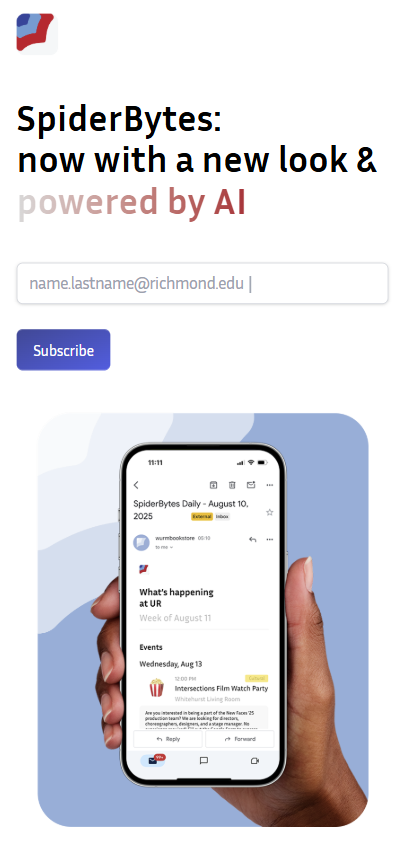 SpiderBytes:
now with a new look &
powered by AI
name.lastname@richmond.edu |
Subscribe
11:11
SpiderBytes Daily - August 10,
2025 External Inbox
wurmbookstore 00:10
to me
What's happening
at UR
Week of August 11
Events
Wednesday, Aug 13
12:00 PM Cultural
Intersections Film Watch Party
Whitehurst Living Room
Are you interested in being a part of the New Faces '25
production team? We are looking for directors,
choreographers, designers, and a stage manager. No
Reply Forward
99+